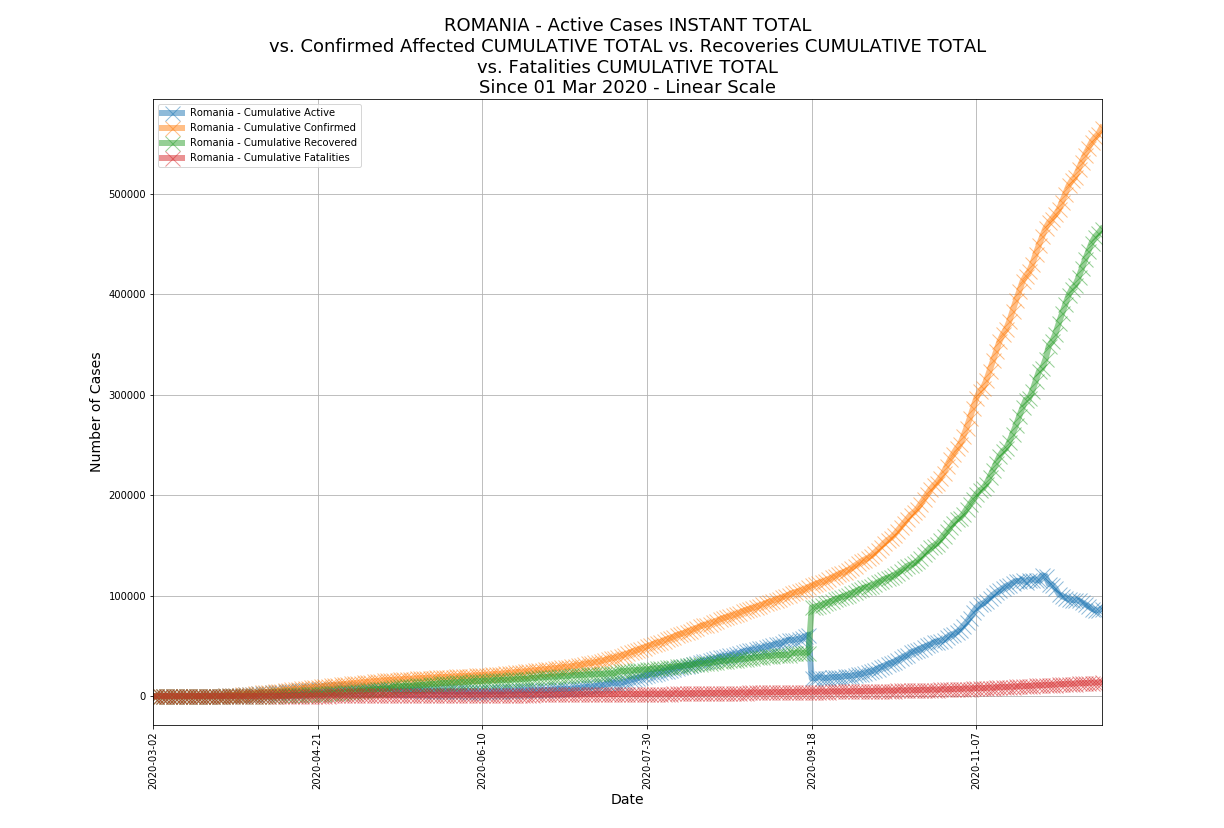 ROMANIA - Active Cases INSTANT TOTAL
vs. Confirmed Affected CUMULATIVE TOTAL vs. Recoveries CUMULATIVE TOTAL
vs. Fatalities CUMULATIVE TOTAL
Since 01 Mar 2020 - Linear Scale
Romania - Cumulative Active
Romania - Cumulative Confirmed
Romania - Cumulative Recovered
Romania - Cumulative Fatalities
Number of Cases
500000
400000
300000
200000
100000
0
2020-03-02
2020-04-21
2020-06-10
2020-07-30
2020-09-18
2020-11-07
Date